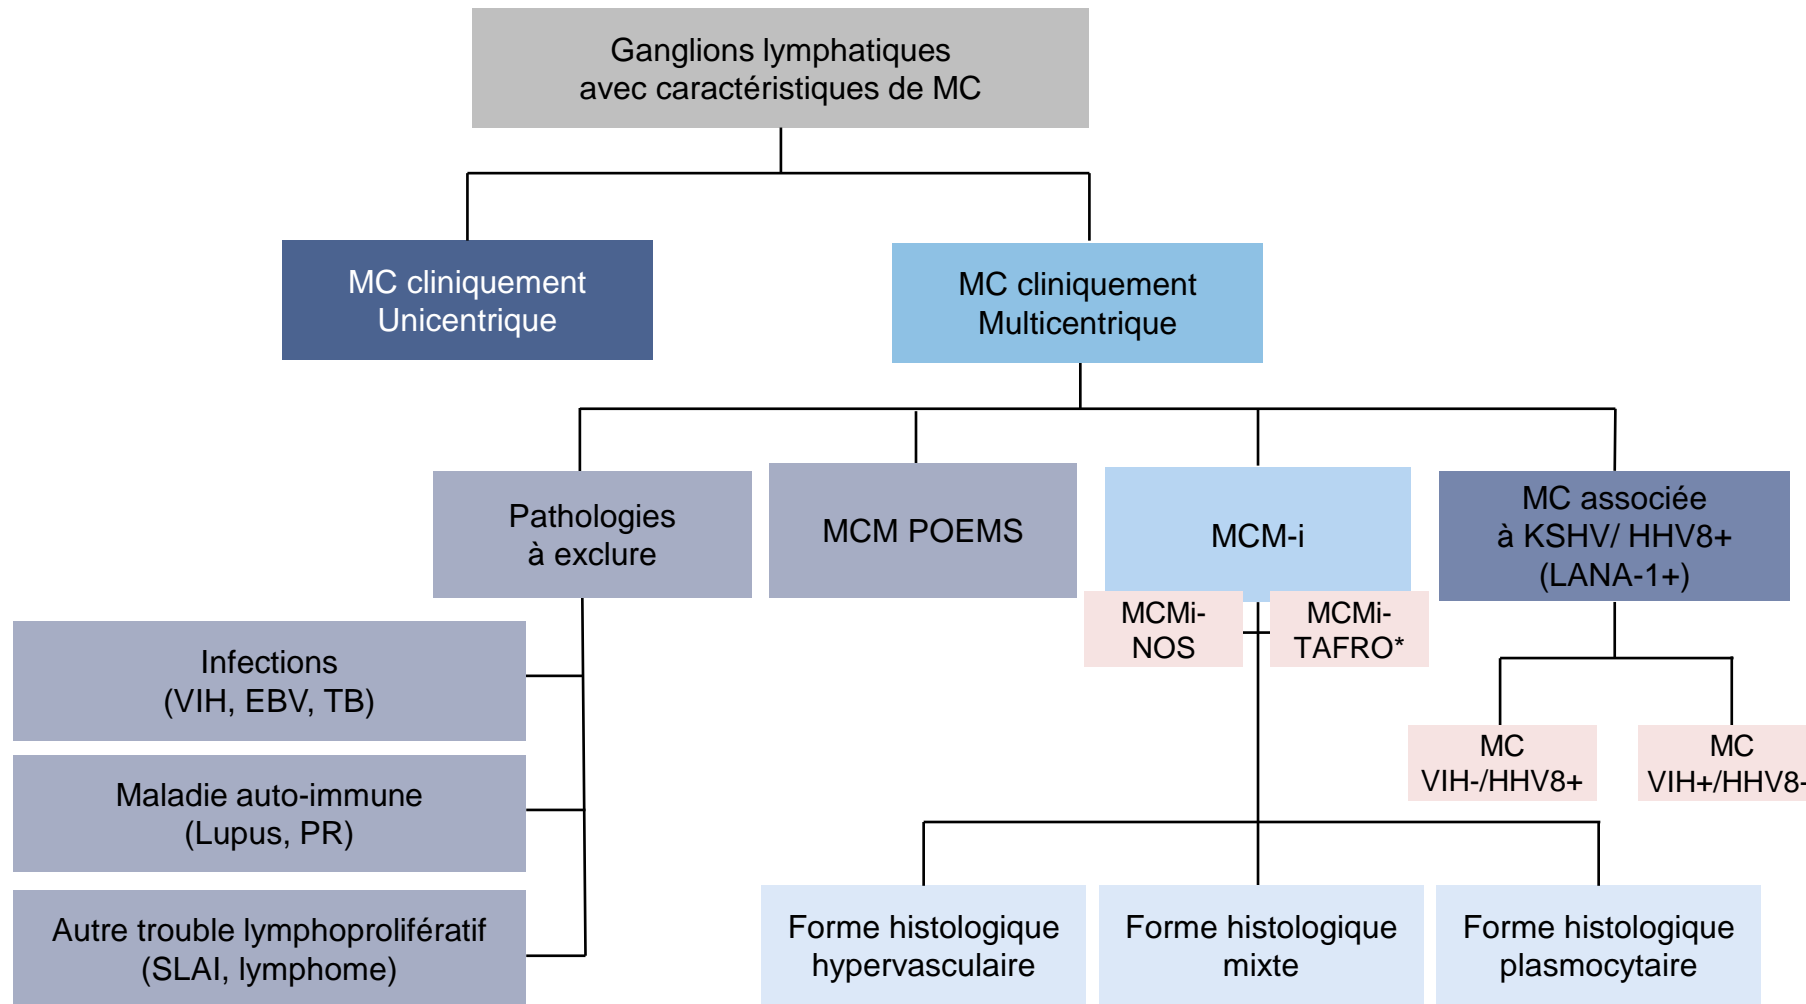 Ganglions lymphatiques
avec caractéristiques de MC
MC cliniquement
Unicentrique
MC cliniquement
Multicentrique
Pathologies
à exclure
MCM POEMS
MCM-i
MC associée
à KSHV/ HHV8+
(LANA-1+)
MCMi-
NOS
MCMi-
TAFRO*
Infections
(VIH, EBV, TB)
MC
VIH-/HHV8+
MC
VIH+/HHV8-
Maladie auto-immune
(Lupus, PR)
Autre trouble lymphoprolifératif
(SLAI, lymphome)
Forme histologique
hypervasculaire
Forme histologique
mixte
Forme histologique
plasmocytaire